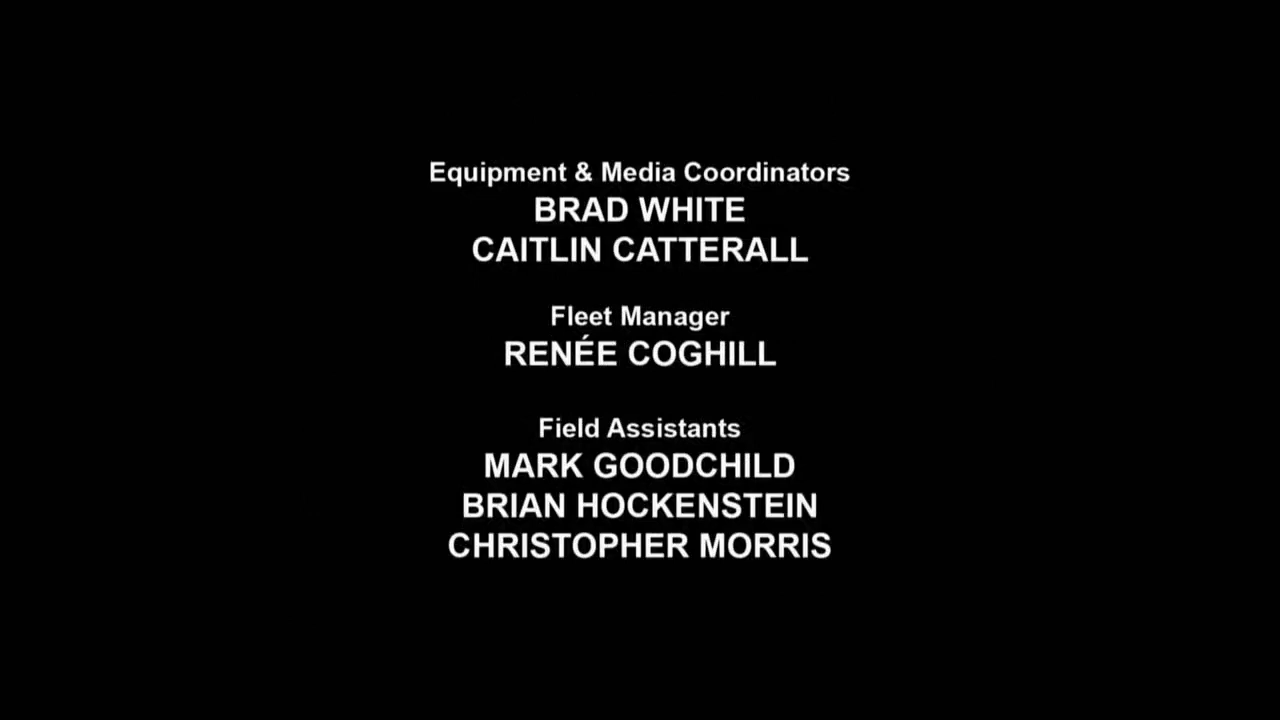 Equipment & Media Coordinators
BRAD WHITE
CAITLIN CATTERALL
Fleet Manager
RENÉE COGHILL
Field Assistants
MARK GOODCHILD
BRIAN HOCKENSTEIN
CHRISTOPHER MORRIS